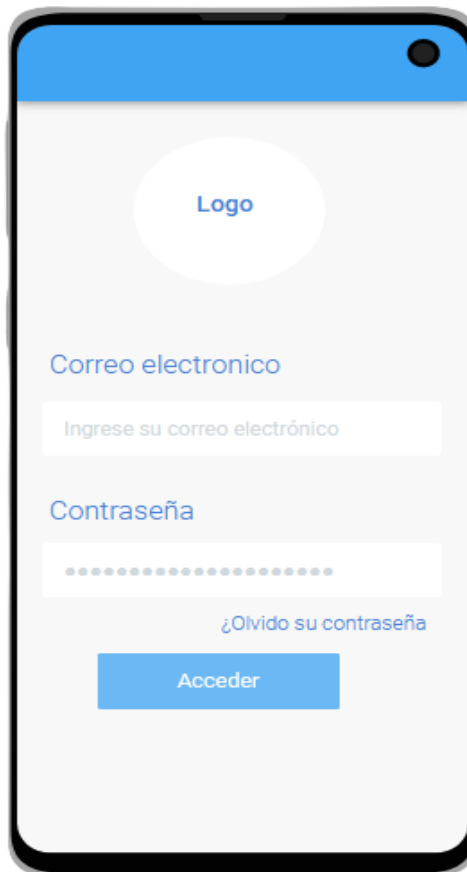 Logo
Correo electronico
Ingrese su correo electrónico
Contraseña
¿Olvido su contraseña
Acceder